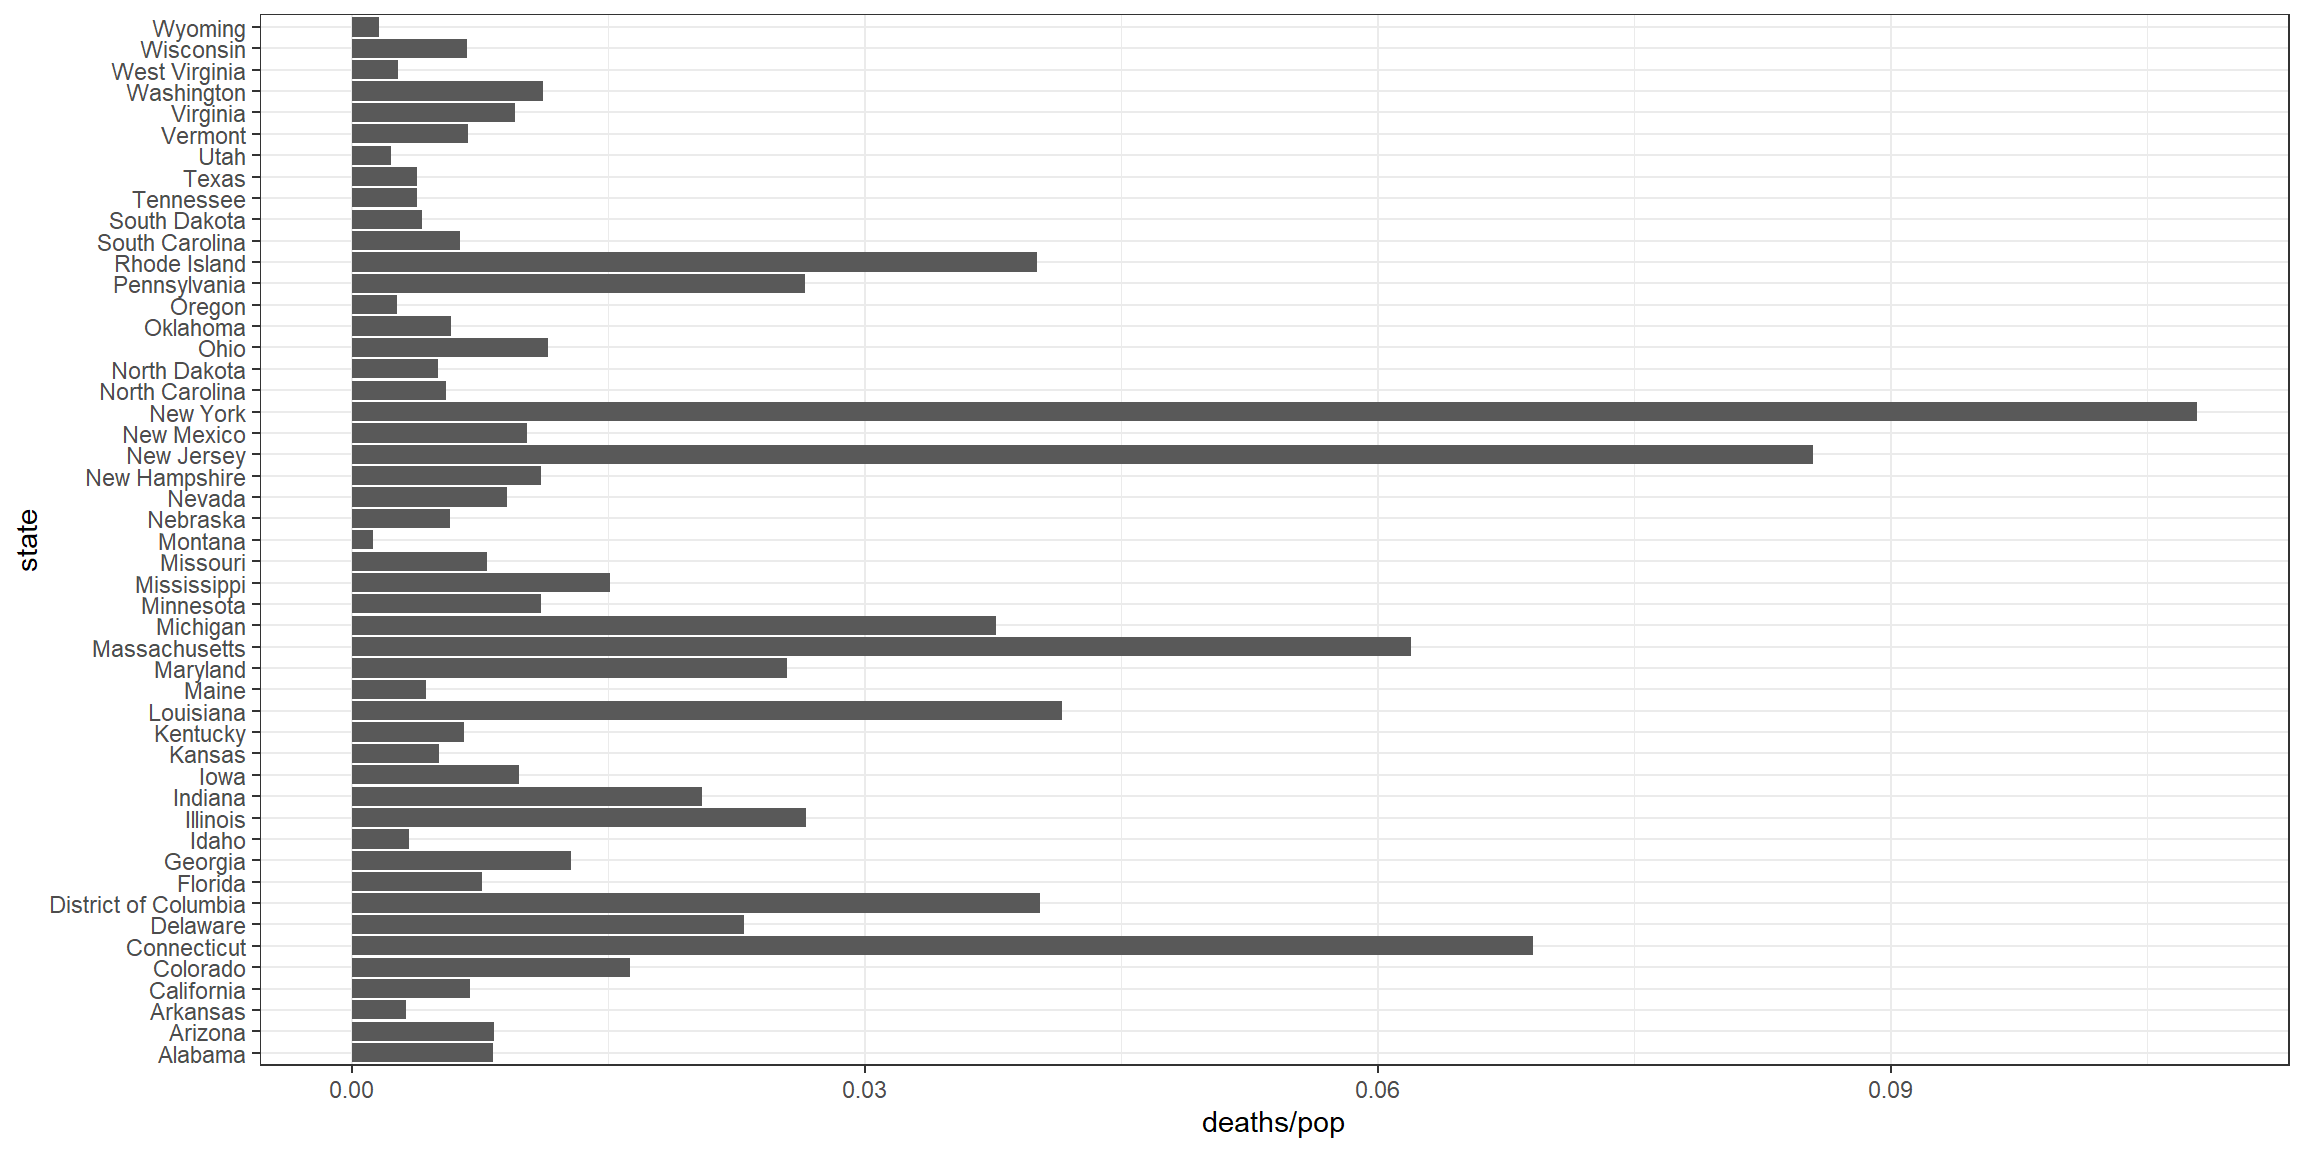 Wyoming
Wisconsin
West Virginia
Washington
Virginia
Vermont
Utah
Texas
Tennessee
South Dakota
South Carolina
Rhode Island
Pennsylvania
Oregon
Oklahoma
Ohio
North Dakota
North Carolina
New York
New Mexico
New Jersey
New Hampshire
Nevada
Nebraska
Montana
Missouri
Mississippi
Minnesota
Michigan
Massachusetts
Maryland
Maine
Louisiana
Kentucky
Kansas
Iowa
Indiana
Illinois
Idaho
Georgia
Florida
District of Columbia
Delaware
Connecticut
Colorado
California
Arkansas
Arizona
Alabama
state
0.00 0.03 0.06 0.09
deaths/pop